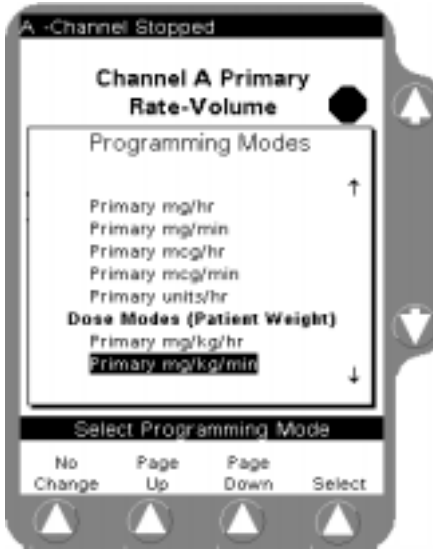 A -Channel Stopped
Channel A Primary
Rate-Volume
Programming Modes
Primary mg/hr
Primary mg/min
Primary mcg/hr
Primary mcg/min
Primary units/hr
Dose Modes (Patient Weight)
Primary mg/kg/hr
Primary mg/kg/min
Select Programming Mode
No Change
Page Up
Page Down
Select